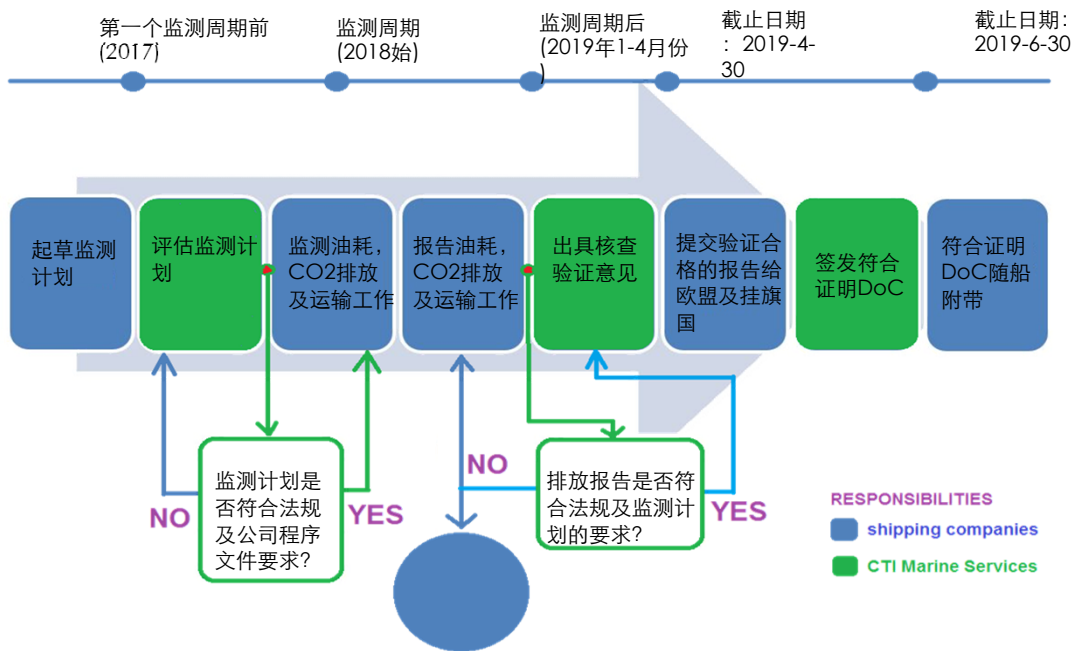 第一个监测周期前
(2017)
监测周期
(2018始)
监测周期后
(2019年1-4月份
)
截止日期
：2019-4-
30
截止日期：
2019-6-30
起草监测
计划
评估监测计
划
监测油耗，
CO2排放
及运输工作
报告油耗，
CO2排放
及运输工作
出具核查
验证意见
提交验证合
格的报告给
欧盟及挂旗
国
签发符合
证明DoC
符合证明
DoC随船
附带
监测计划是
否符合法规
及公司程序
文件要求?
NO
YES
排放报告是否符
合法规及监测计
划的要求?
NO
YES
RESPONSIBILITIES
shipping companies
CTI Marine Services